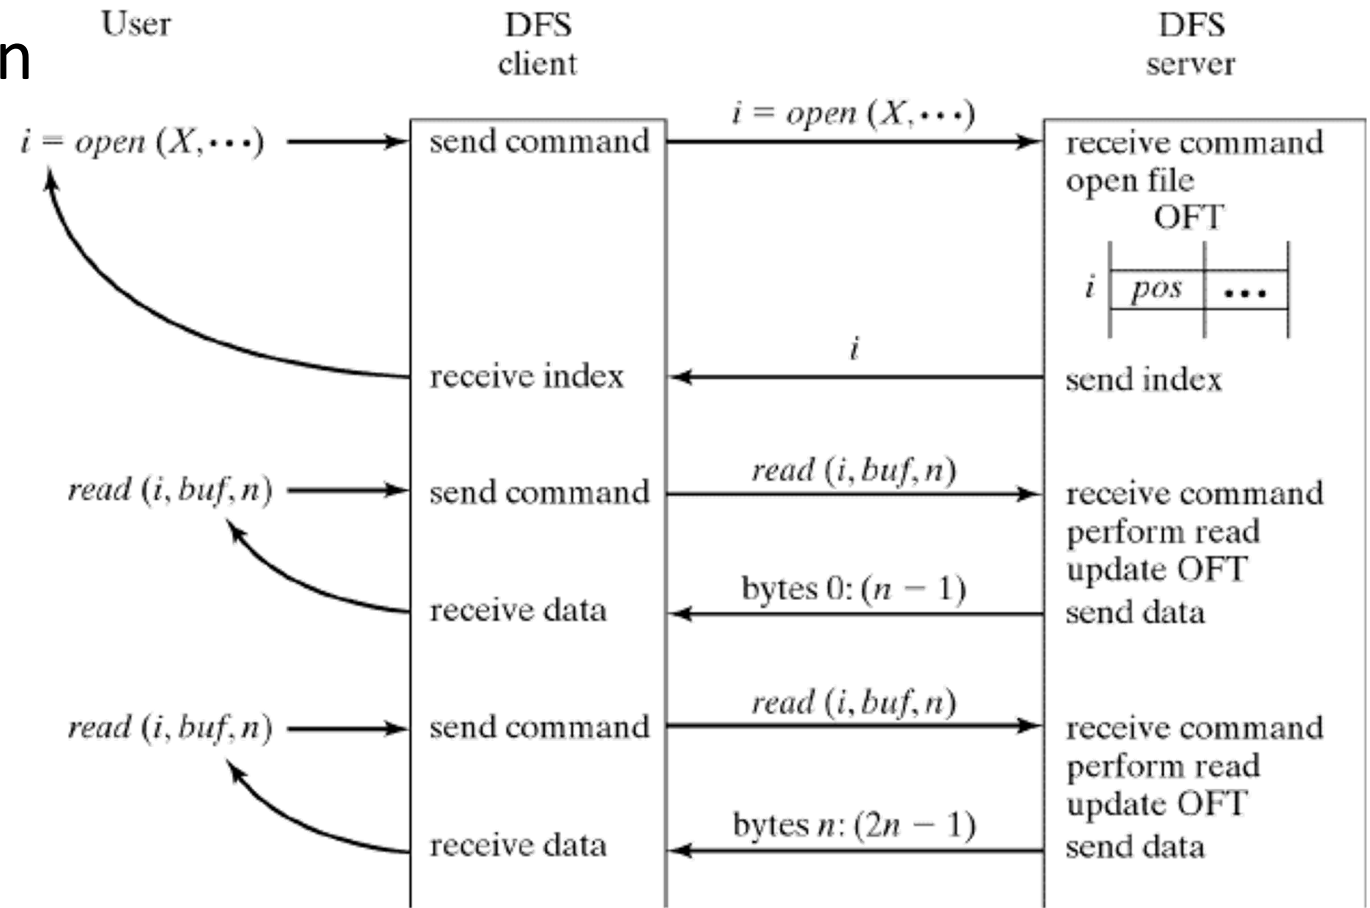 User
DFS
client
DFS
server
n
i = open (X, •••)
send command
i = open (X, •••)
receive command
open file
OFT
i
pos
•••
i
receive index
send index
read (i, buf, n)
send command
read (i, buf, n)
receive command
perform read
update OFT
bytes 0: (n − 1)
receive data
send data
read (i, buf, n)
send command
read (i, buf, n)
receive command
perform read
update OFT
bytes n: (2n − 1)
receive data
send data